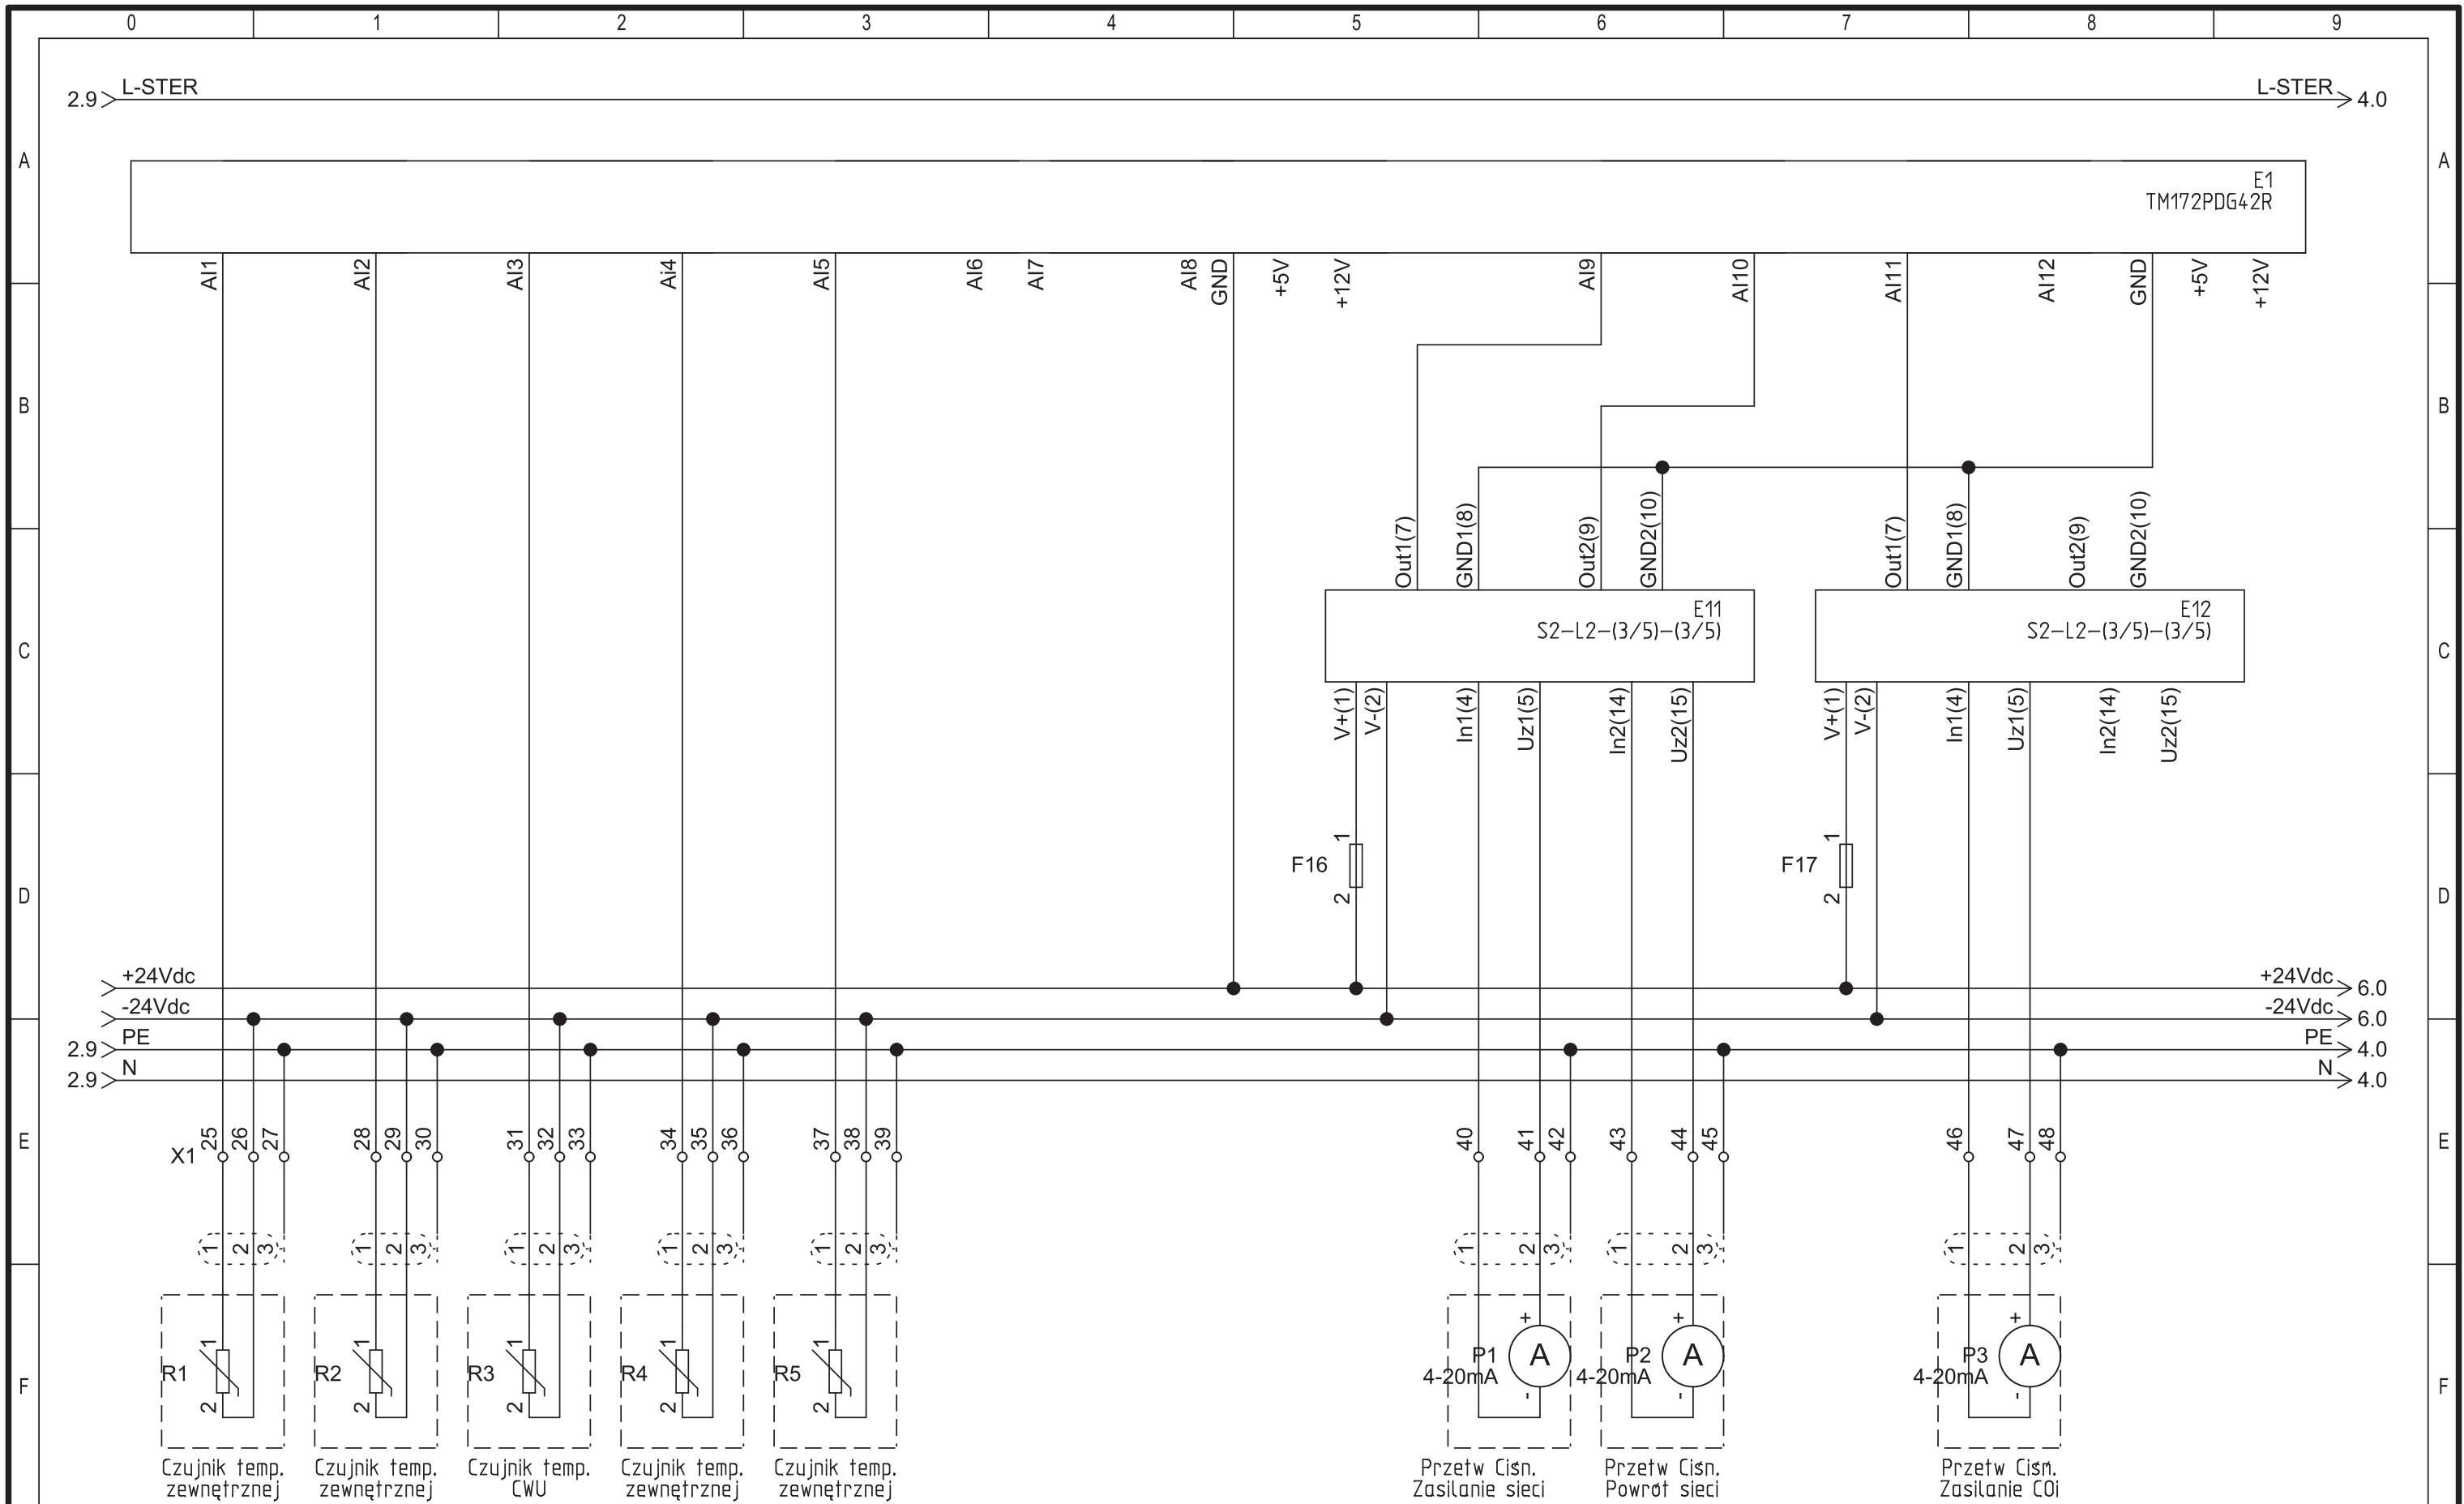 0 1 2 3 4 5 6 7 8 9
2.9 L-STER L-STER 4.0
A A
E1
TM172PDG42R
AI1 AI2 AI3 Ai4 AI5 AI6 AI7 AI8 GND +5V +12V AI9 AI10 AI11 AI12 GND +5V +12V
B B
Out1(7) GND1(8) Out2(9) GND2(10) Out1(7) GND1(8) Out2(9) GND2(10)
E11 E12
S2-L2-(3/5)-(3/5) S2-L2-(3/5)-(3/5)
C C
V+(1) V-(2) In1(4) Uz1(5) In2(14) Uz2(15) V+(1) V-(2) In1(4) Uz1(5) In2(14) Uz2(15)
1 1
F16 F17
2 2
D D
+24Vdc +24Vdc 6.0
-24Vdc -24Vdc 6.0
2.9 PE PE 4.0
2.9 N N 4.0
E E
X1 25 26 27 28 29 30 31 32 33 34 35 36 37 38 39 40 41 42 43 44 45 46 47 48
1 2 3 1 2 3 1 2 3 1 2 3 1 2 3 1 2 3 1 2 3 1 2 3
+ + +
1 1 1 1 1
R1 R2 R3 R4 R5 P1 A P2 A P3 A
4-20mA 4-20mA 4-20mA
2 2 2 2 2 - - -
F F
Czujnik temp. Czujnik temp. Czujnik temp. Czujnik temp. Czujnik temp. Przetw Ciśn. Przetw Ciśn. Przetw Ciśn.
zewnętrznej zewnętrznej CWU zewnętrznej zewnętrznej Zasilanie sieci Powrót sieci Zasilanie COi